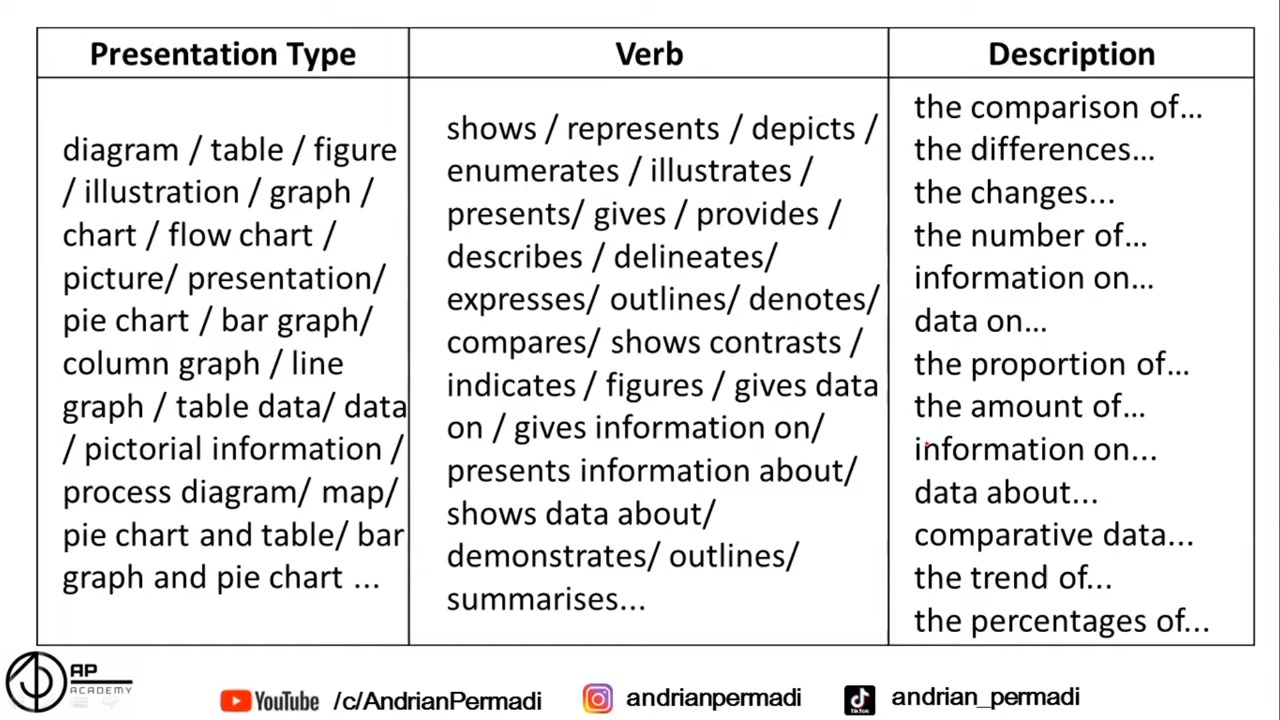 Presentation Type
Verb
Description
diagram / table / figure
/ illustration / graph /
chart / flow chart /
picture/ presentation/
pie chart / bar graph/
column graph / line
graph / table data/ data
/ pictorial information /
process diagram/ map/
pie chart and table/ bar
graph and pie chart ...
shows / represents / depicts /
enumerates / illustrates /
presents/ gives / provides /
describes / delineates/
expresses/ outlines/ denotes/
compares/ shows contrasts /
indicates / figures / gives data
on / gives information on/
presents information about/
shows data about/
demonstrates/ outlines/
summarises...
the comparison of...
the differences...
the changes...
the number of...
information on...
data on...
the proportion of...
the amount of...
information on...
data about...
comparative data...
the trend of...
the percentages of...
AP
ACADEMY
YouTube /c/AndrianPermadi
andrianpermadi
TikTok
andrian_permadi